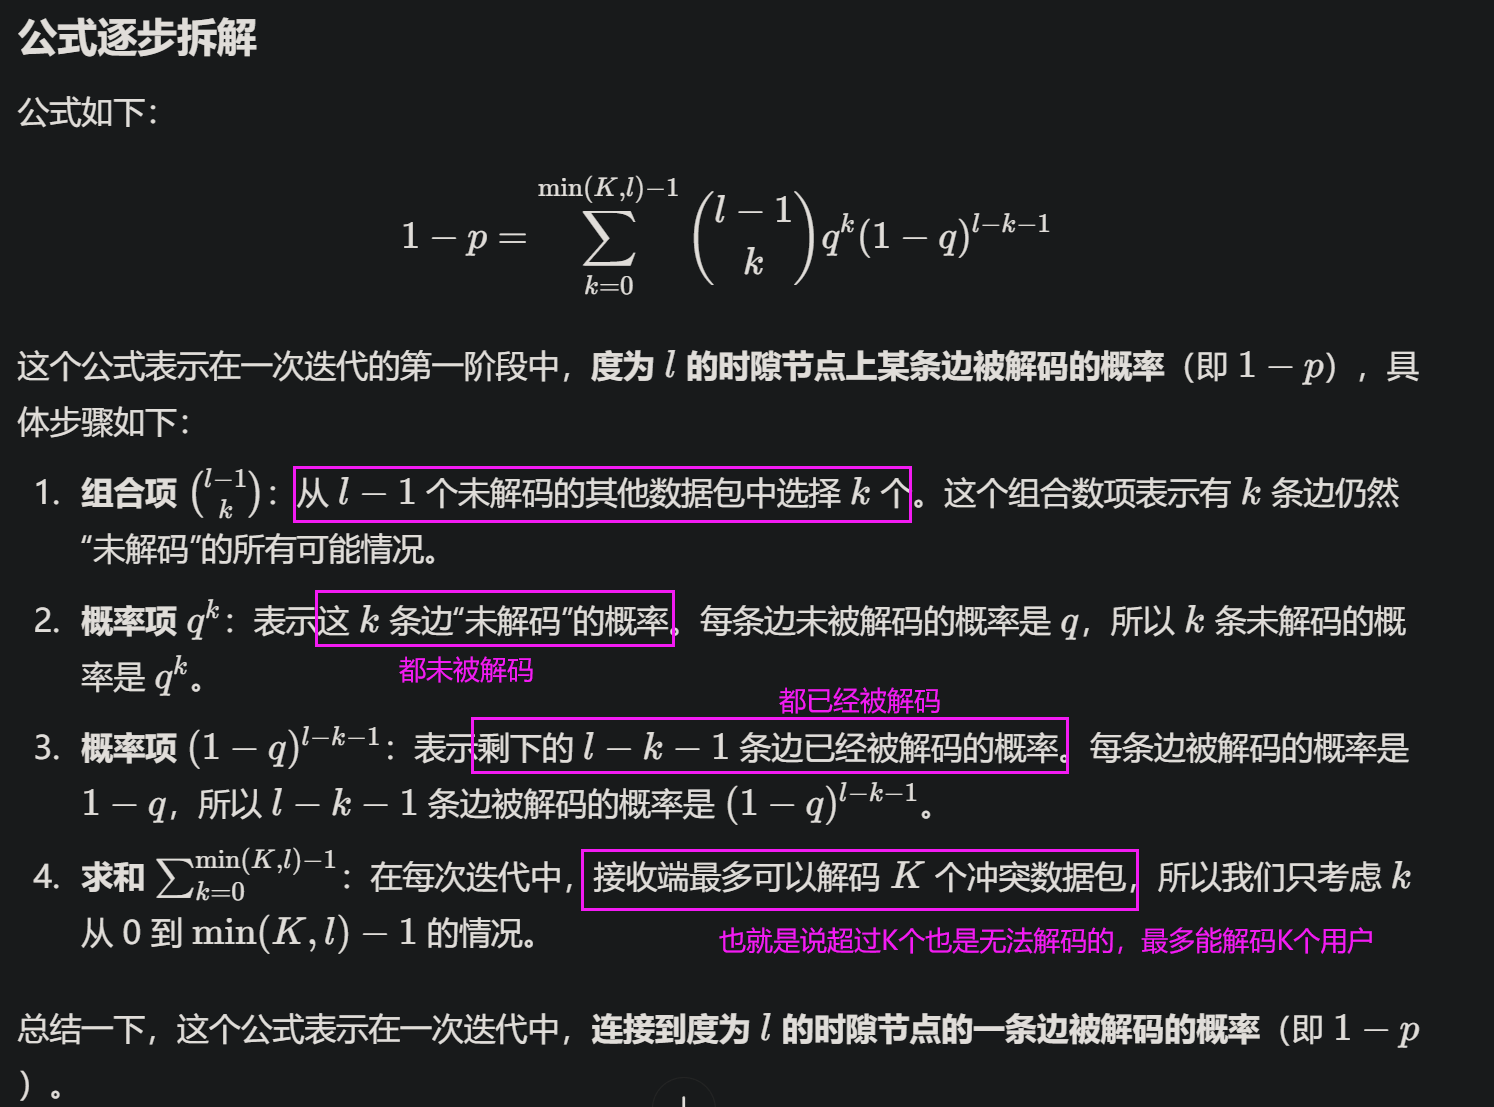 公式逐步拆解
公式如下：
1 − p = \sum_{k=0}^{\min(K,l)−1} \binom{l − 1}{k} q^k (1 − q)^{l−k−1}
这个公式表示在一次迭代的第一阶段中，度为 l 的时隙节点上某条边被解码的概率（即 1 − p），具
体步骤如下：
1. 组合项 \binom{l−1}{k}：从 l − 1 个未解码的其他数据包中选择 k 个。这个组合数项表示有 k 条边仍然
“未解码”的所有可能情况。
2. 概率项 q^k：表示这 k 条边“未解码”的概率。每条边未被解码的概率是 q，所以 k 条未解码的概
都未被解码
率是 q^k。
都已经被解码
3. 概率项 (1 − q)^{l−k−1}：表示剩下的 l − k − 1 条边已经被解码的概率。每条边被解码的概率是
1 − q，所以 l − k − 1 条边被解码的概率是 (1 − q)^{l−k−1}。
4. 求和 \sum_{k=0}^{\min(K,l)−1}：在每次迭代中，接收端最多可以解码 K 个冲突数据包，所以我们只考虑 k
从 0 到 min(K, l) − 1 的情况。
也就是说超过K个也是无法解码的，最多能解码K个用户
总结一下，这个公式表示在一次迭代中，连接到度为 l 的时隙节点的一条边被解码的概率（即 1 − p
）。